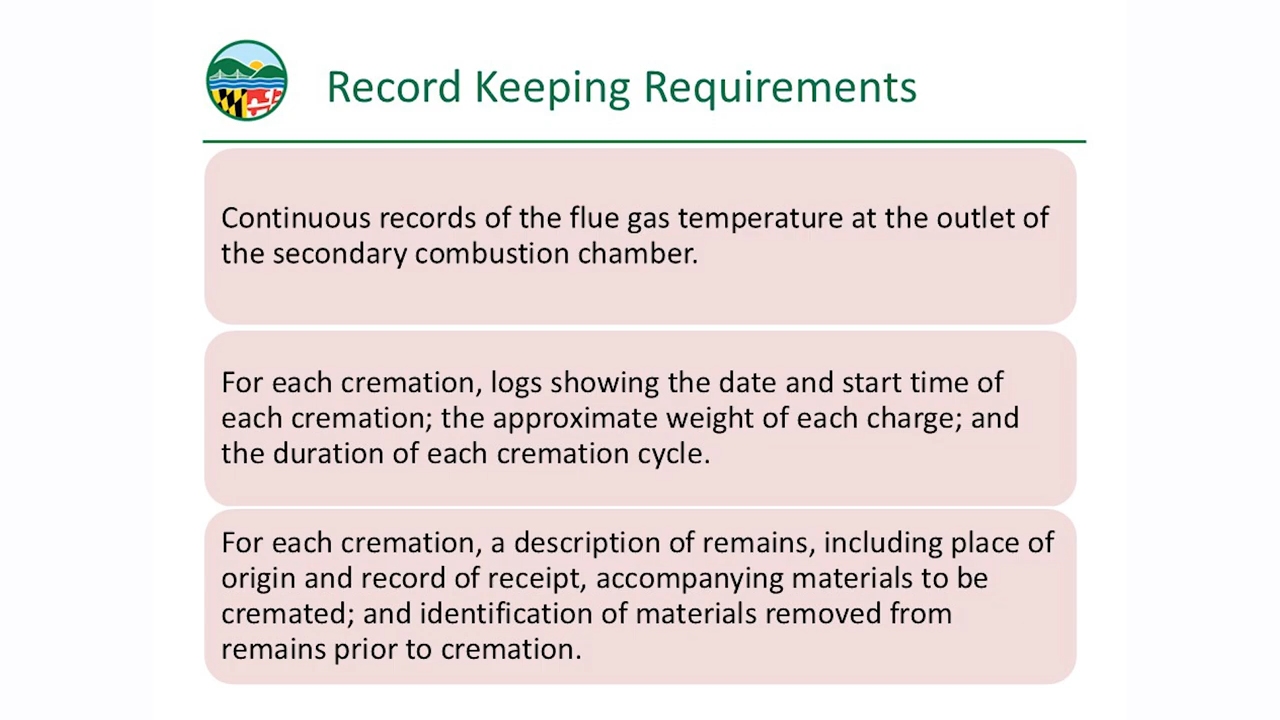 Record Keeping Requirements
Continuous records of the flue gas temperature at the outlet of
the secondary combustion chamber.
For each cremation, logs showing the date and start time of
each cremation; the approximate weight of each charge; and
the duration of each cremation cycle.
For each cremation, a description of remains, including place of
origin and record of receipt, accompanying materials to be
cremated; and identification of materials removed from
remains prior to cremation.